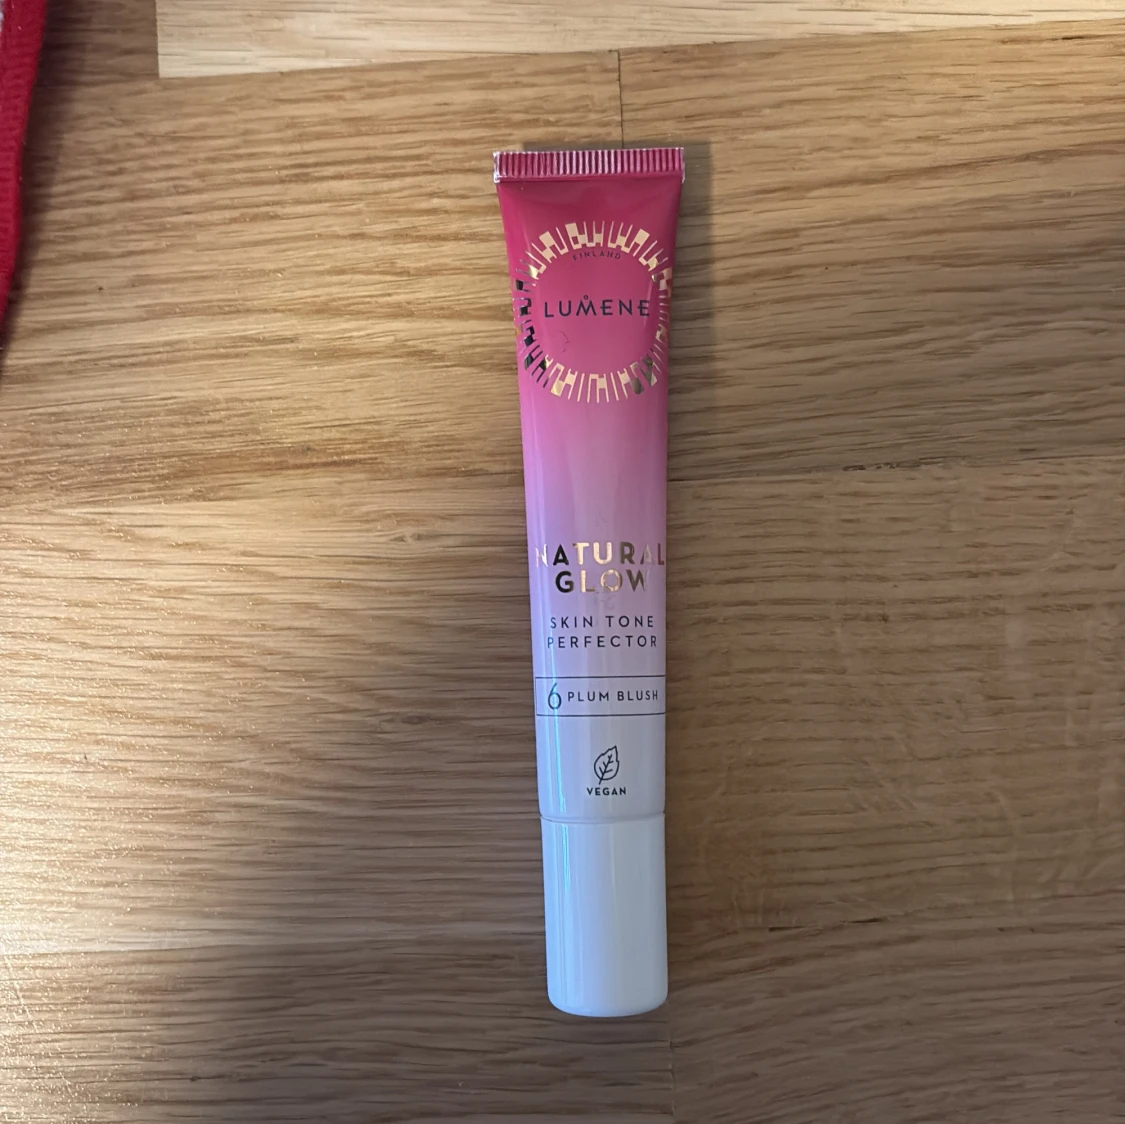 FINLAND
LUMENE
NATURAL
GLOW
SKIN TONE
PERFECTOR
6 PLUM BLUSH
VEGAN